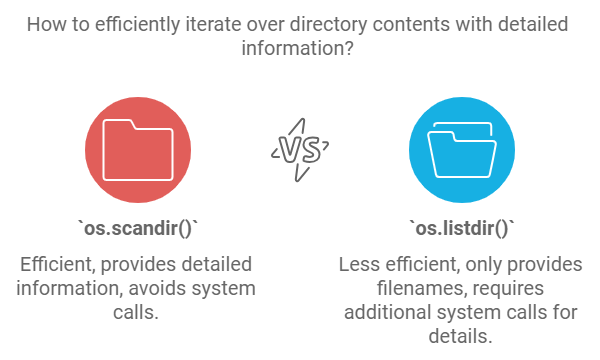 How to efficiently iterate over directory contents with detailed
information?
VS
`os.scandir()`
Efficient, provides detailed
information, avoids system
calls.
`os.listdir()`
Less efficient, only provides
filenames, requires
additional system calls for
details.